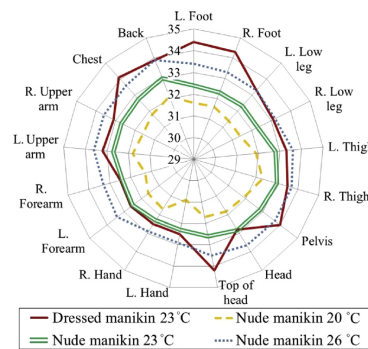 L. Foot
R. Foot
L. Low
leg
R. Low
leg
L. Thigh
R. Thigh
Pelvis
Head
Top of
head
L. Hand
R. Hand
L.
Forearm
R.
Forearm
L. Upper
arm
R. Upper
arm
Chest
Back
35
34
33
32
31
30
29
Dressed manikin 23 °C
Nude manikin 20 °C
Nude manikin 23 °C
Nude manikin 26 °C